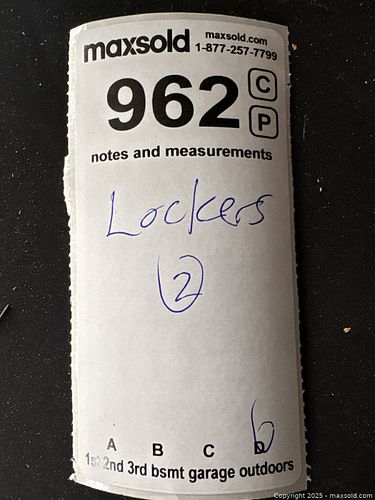 maxsold
maxsold.com
1-877-257-7799
962
C
P
notes and measurements
Lockers
2
6
A B C D
1st 2nd 3rd bsmt garage outdoors
Copyright 2025 - maxsold.com